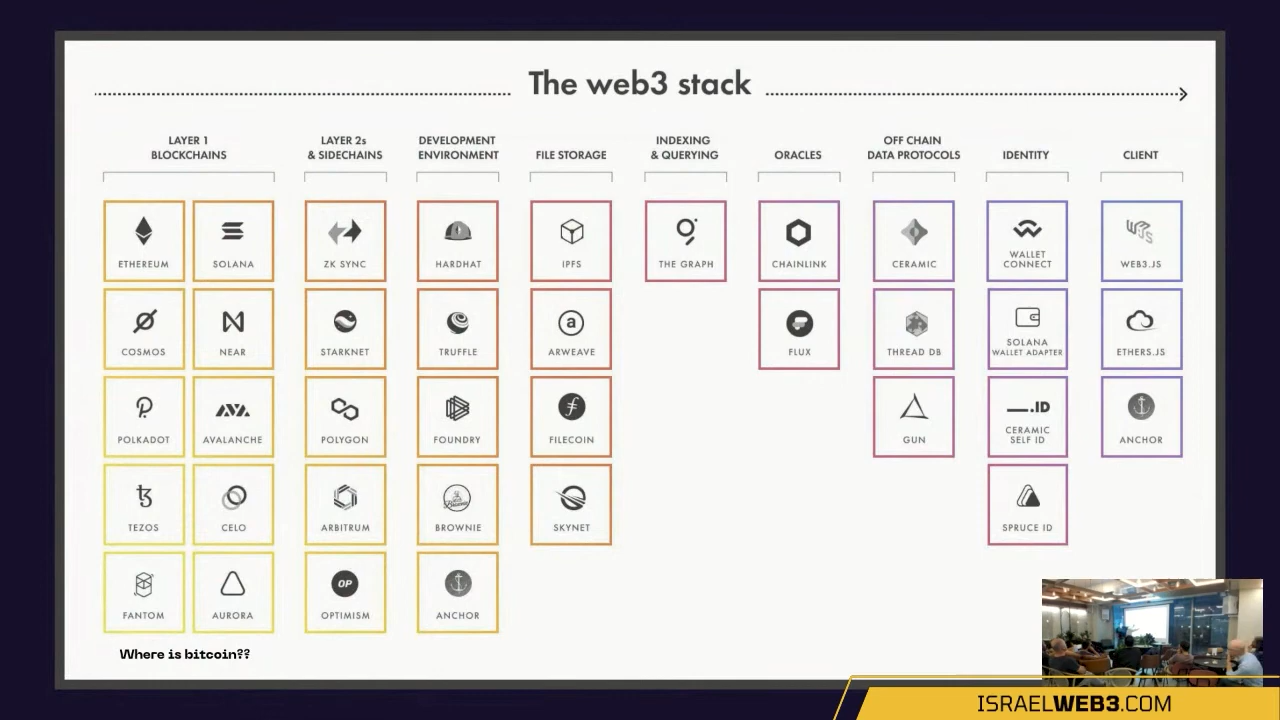 The web3 stack
LAYER 1
BLOCKCHAINS
LAYER 2s
& SIDECHAINS
DEVELOPMENT
ENVIRONMENT
FILE STORAGE
INDEXING
& QUERYING
ORACLES
OFF CHAIN
DATA PROTOCOLS
IDENTITY
CLIENT
ETHEREUM
SOLANA
ZK SYNC
HARDHAT
IPFS
THE GRAPH
CHAINLINK
CERAMIC
WALLET
CONNECT
WEB3.JS
COSMOS
NEAR
STARKNET
TRUFFLE
a
ARWEAVE
FLUX
THREAD DB
SOLANA
WALLET ADAPTER
ETHERS.JS
POLKADOT
AVALANCHE
POLYGON
FOUNDRY
FILECOIN
GUN
.ID
CERAMIC
SELF ID
ANCHOR
TEZOS
CELO
ARBITRUM
BROWNIE
SKYNET
SPRUCE ID
FANTOM
AURORA
OP
OPTIMISM
ANCHOR
Where is bitcoin??
ISRAELWEB3.COM